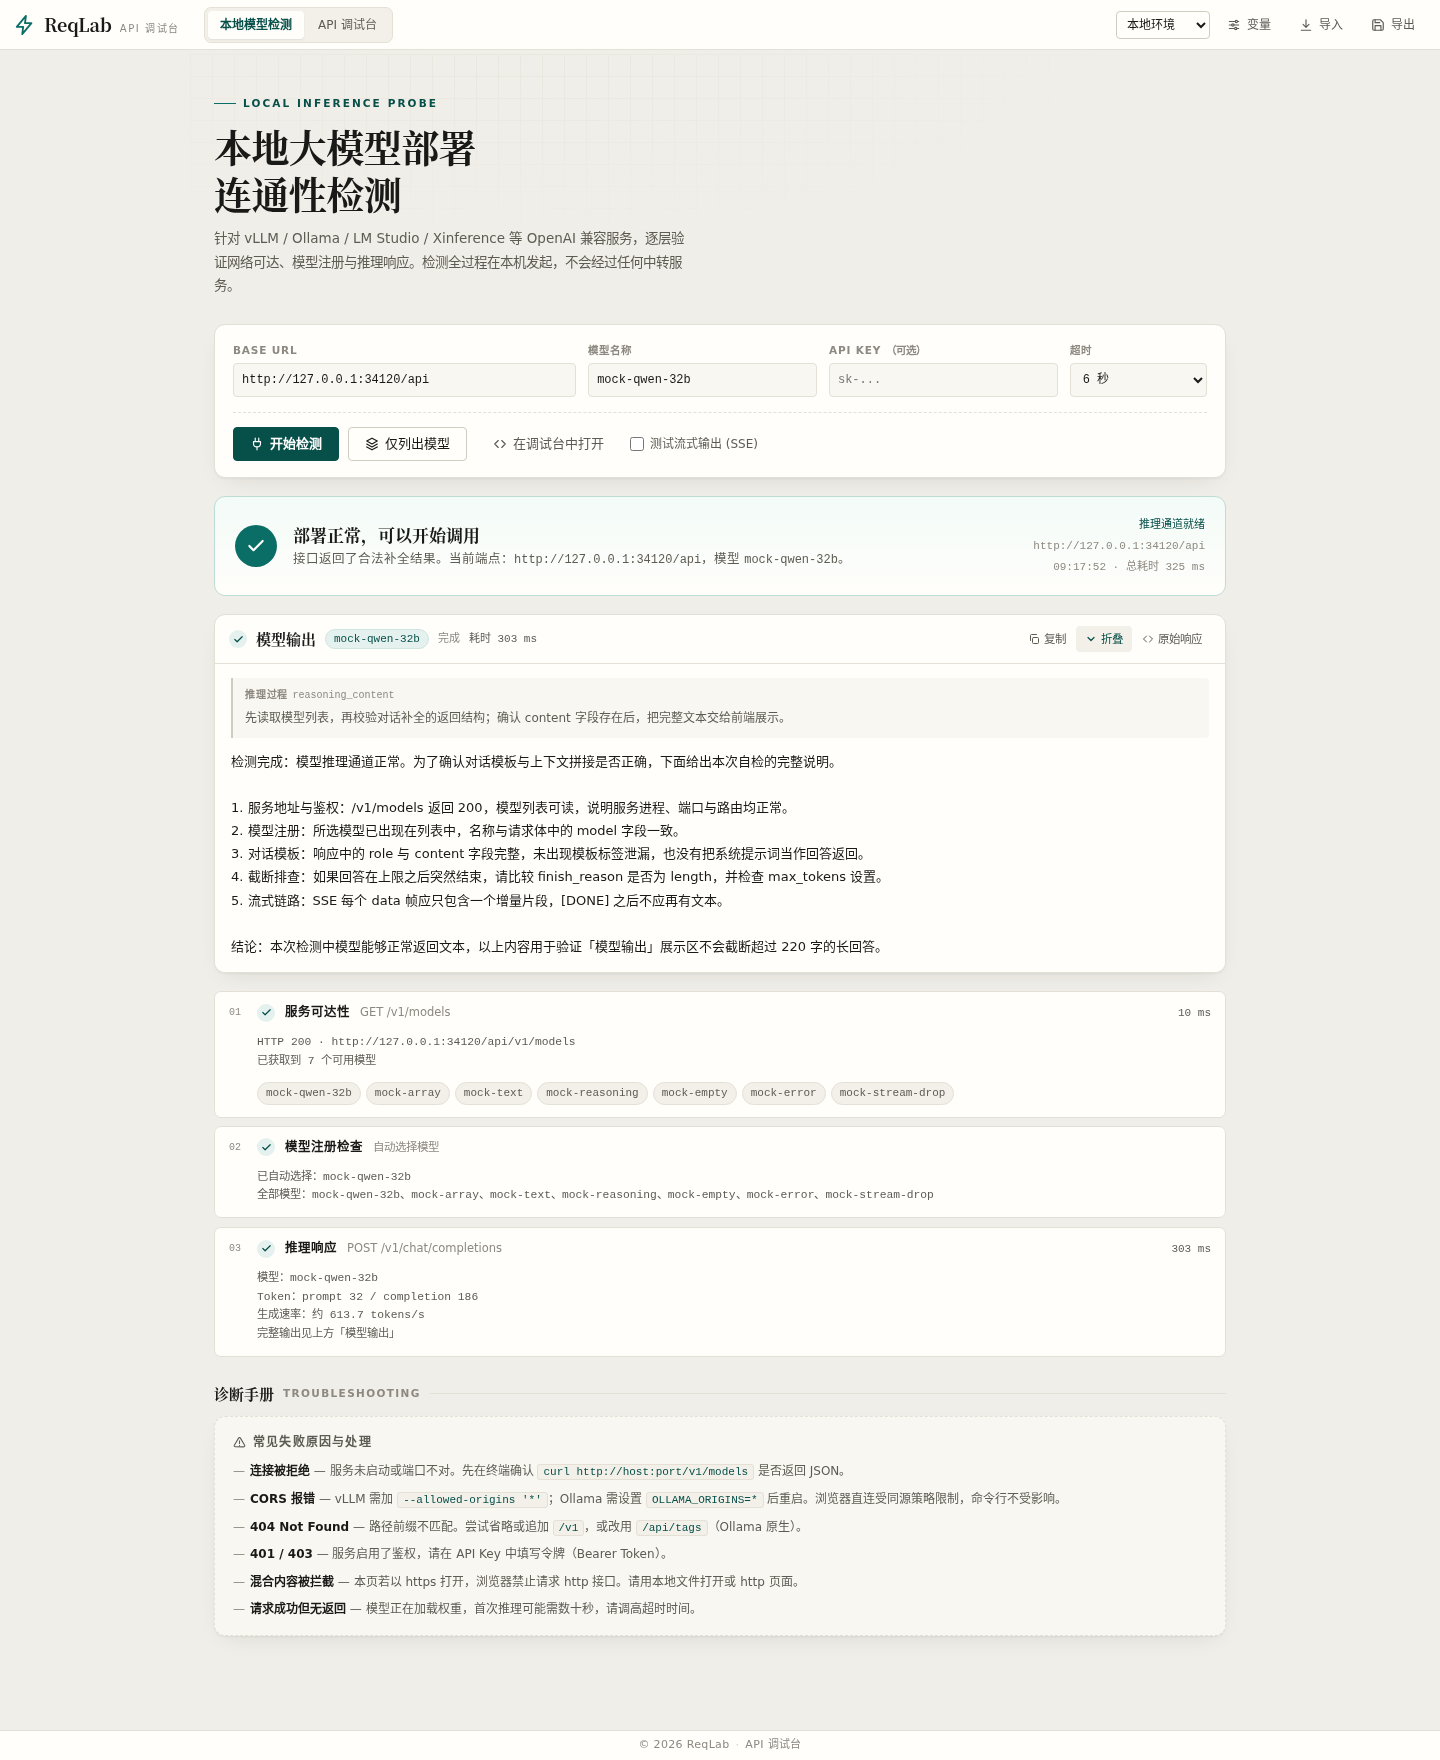 ReqLab API 调试台 本地模型检测 API 调试台 本地环境 变量 导入 导出
LOCAL INFERENCE PROBE
本地大模型部署
连通性检测
针对 vLLM / Ollama / LM Studio / Xinference 等 OpenAI 兼容服务，逐层验
证网络可达、模型注册与推理响应。检测全过程在本机发起，不会经过任何中转服
务。
BASE URL 模型名称 API KEY （可选） 超时
http://127.0.0.1:34120/api mock-qwen-32b sk-... 6 秒
开始检测 仅列出模型 在调试台中打开 测试流式输出 (SSE)
部署正常，可以开始调用
接口返回了合法补全结果。当前端点：http://127.0.0.1:34120/api，模型 mock-qwen-32b。
推理通道就绪
http://127.0.0.1:34120/api
09:17:52 · 总耗时 325 ms
模型输出 mock-qwen-32b 完成 耗时 303 ms 复制 折叠 原始响应
推理过程 reasoning_content
先读取模型列表，再校验对话补全的返回结构；确认 content 字段存在后，把完整文本交给前端展示。
检测完成：模型推理通道正常。为了确认对话模板与上下文拼接是否正确，下面给出本次自检的完整说明。
1. 服务地址与鉴权：/v1/models 返回 200，模型列表可读，说明服务进程、端口与路由均正常。
2. 模型注册：所选模型已出现在列表中，名称与请求体中的 model 字段一致。
3. 对话模板：响应中的 role 与 content 字段完整，未出现模板标签泄漏，也没有把系统提示词当作回答返回。
4. 截断排查：如果回答在上限之后突然结束，请比较 finish_reason 是否为 length，并检查 max_tokens 设置。
5. 流式链路：SSE 每个 data 帧应只包含一个增量片段，[DONE] 之后不应再有文本。
结论：本次检测中模型能够正常返回文本，以上内容用于验证「模型输出」展示区不会截断超过 220 字的长回答。
01 服务可达性 GET /v1/models 10 ms
HTTP 200 · http://127.0.0.1:34120/api/v1/models
已获取到 7 个可用模型
mock-qwen-32b mock-array mock-text mock-reasoning mock-empty mock-error mock-stream-drop
02 模型注册检查 自动选择模型
已自动选择：mock-qwen-32b
全部模型：mock-qwen-32b、mock-array、mock-text、mock-reasoning、mock-empty、mock-error、mock-stream-drop
03 推理响应 POST /v1/chat/completions 303 ms
模型：mock-qwen-32b
Token：prompt 32 / completion 186
生成速率：约 613.7 tokens/s
完整输出见上方「模型输出」
诊断手册 TROUBLESHOOTING
常见失败原因与处理
— 连接被拒绝 — 服务未启动或端口不对。先在终端确认 curl http://host:port/v1/models 是否返回 JSON。
— CORS 报错 — vLLM 需加 --allowed-origins '*'；Ollama 需设置 OLLAMA_ORIGINS=* 后重启。浏览器直连受同源策略限制，命令行不受影响。
— 404 Not Found — 路径前缀不匹配。尝试省略或追加 /v1，或改用 /api/tags（Ollama 原生）。
— 401 / 403 — 服务启用了鉴权，请在 API Key 中填写令牌（Bearer Token）。
— 混合内容被拦截 — 本页若以 https 打开，浏览器禁止请求 http 接口。请用本地文件打开或 http 页面。
— 请求成功但无返回 — 模型正在加载权重，首次推理可能需数十秒，请调高超时时间。
© 2026 ReqLab · API 调试台